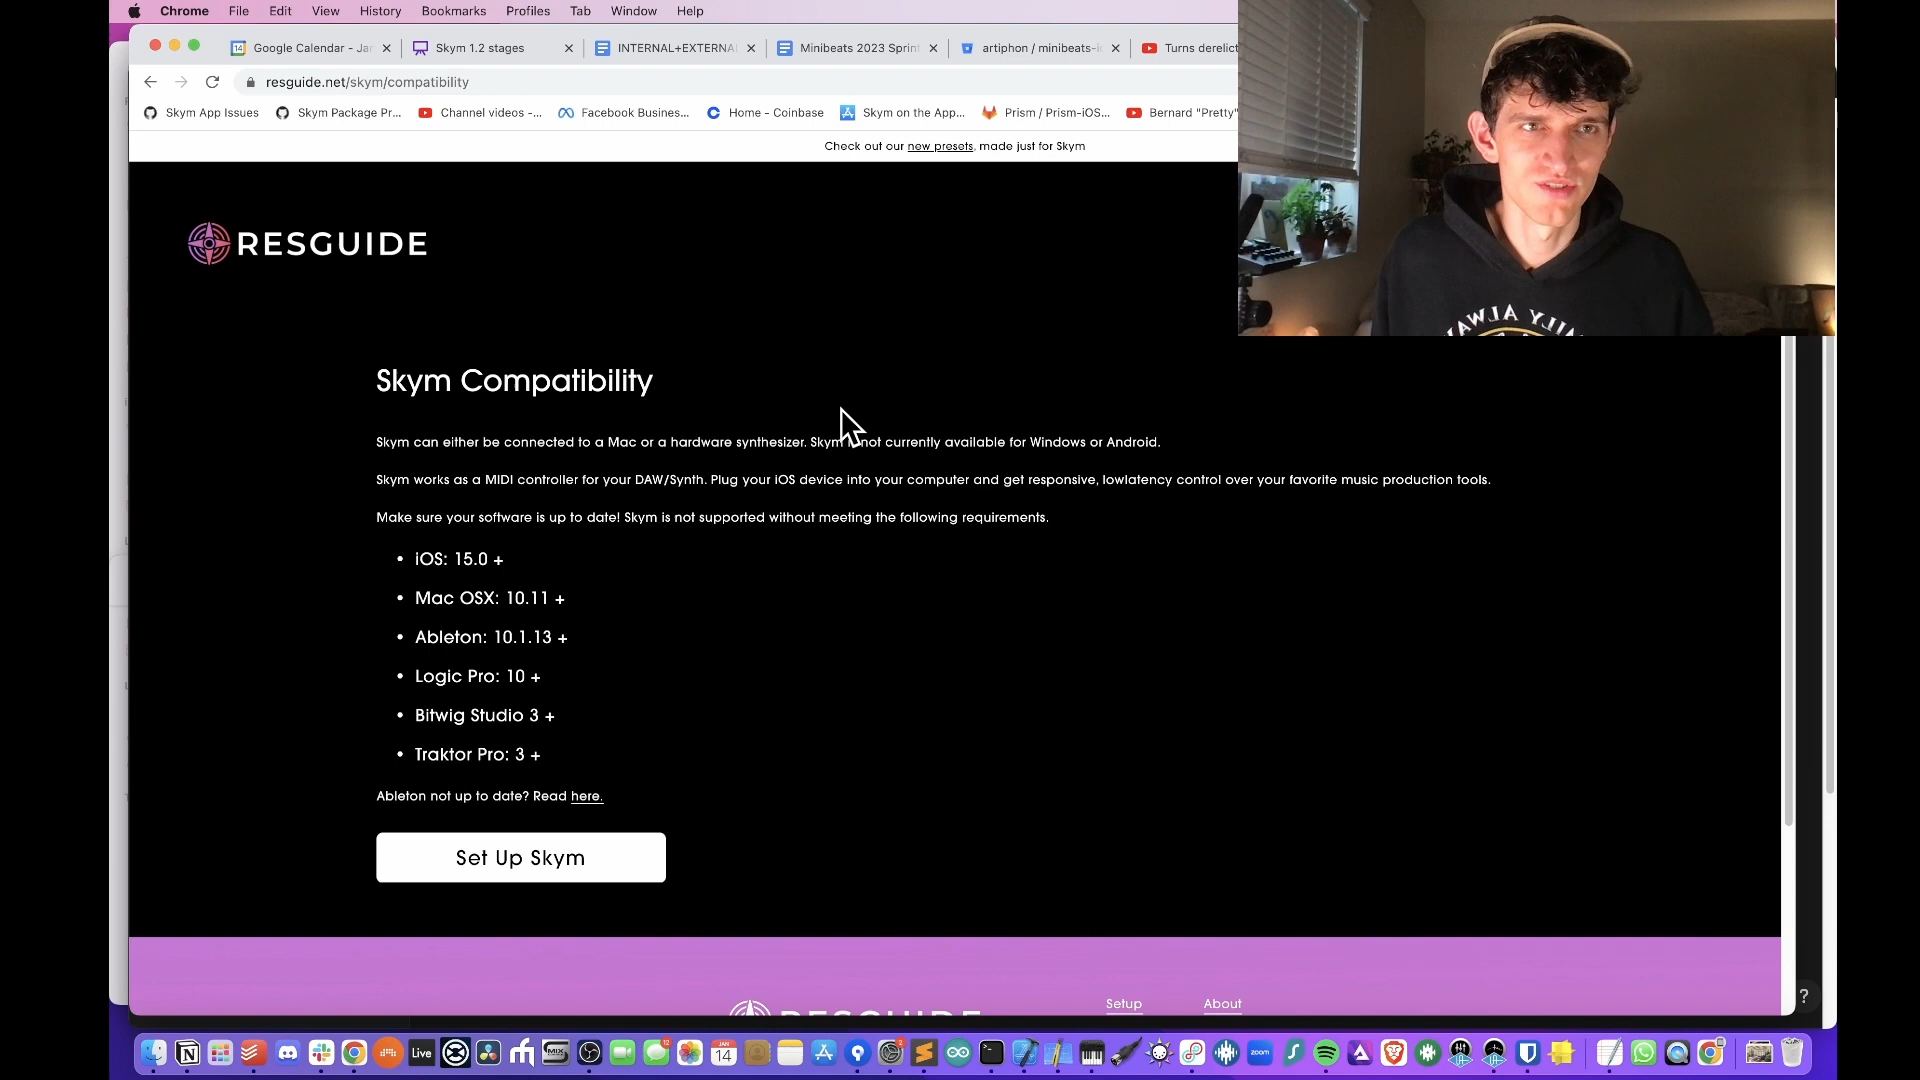 Chrome File Edit View History Bookmarks Profiles Tab Window Help
Google Calendar - Ja Skym 1.2 stages INTERNAL+EXTERNA Minibeats 2023 Sprin artiphon / minibeats-i Turns derelict
resguide.net/skym/compatibility
Skym App Issues Skym Package Pr... Channel videos -... Facebook Busines... Home - Coinbase Skym on the App... Prism / Prism-iOS... Bernard "Pretty"
Check out our new presets, made just for Skym
RESGUIDE
Skym Compatibility
Skym can either be connected to a Mac or a hardware synthesizer. Skym not currently available for Windows or Android.
Skym works as a MIDI controller for your DAW/Synth. Plug your iOS device into your computer and get responsive, lowlatency control over your favorite music production tools.
Make sure your software is up to date! Skym is not supported without meeting the following requirements.
• iOS: 15.0 +
• Mac OSX: 10.11 +
• Ableton: 10.1.13 +
• Logic Pro: 10 +
• Bitwig Studio 3 +
• Traktor Pro: 3 +
Ableton not up to date? Read here.
Set Up Skym
Setup About
RESGUIDE
?
Live MIX JAN 14 12 2 zoom